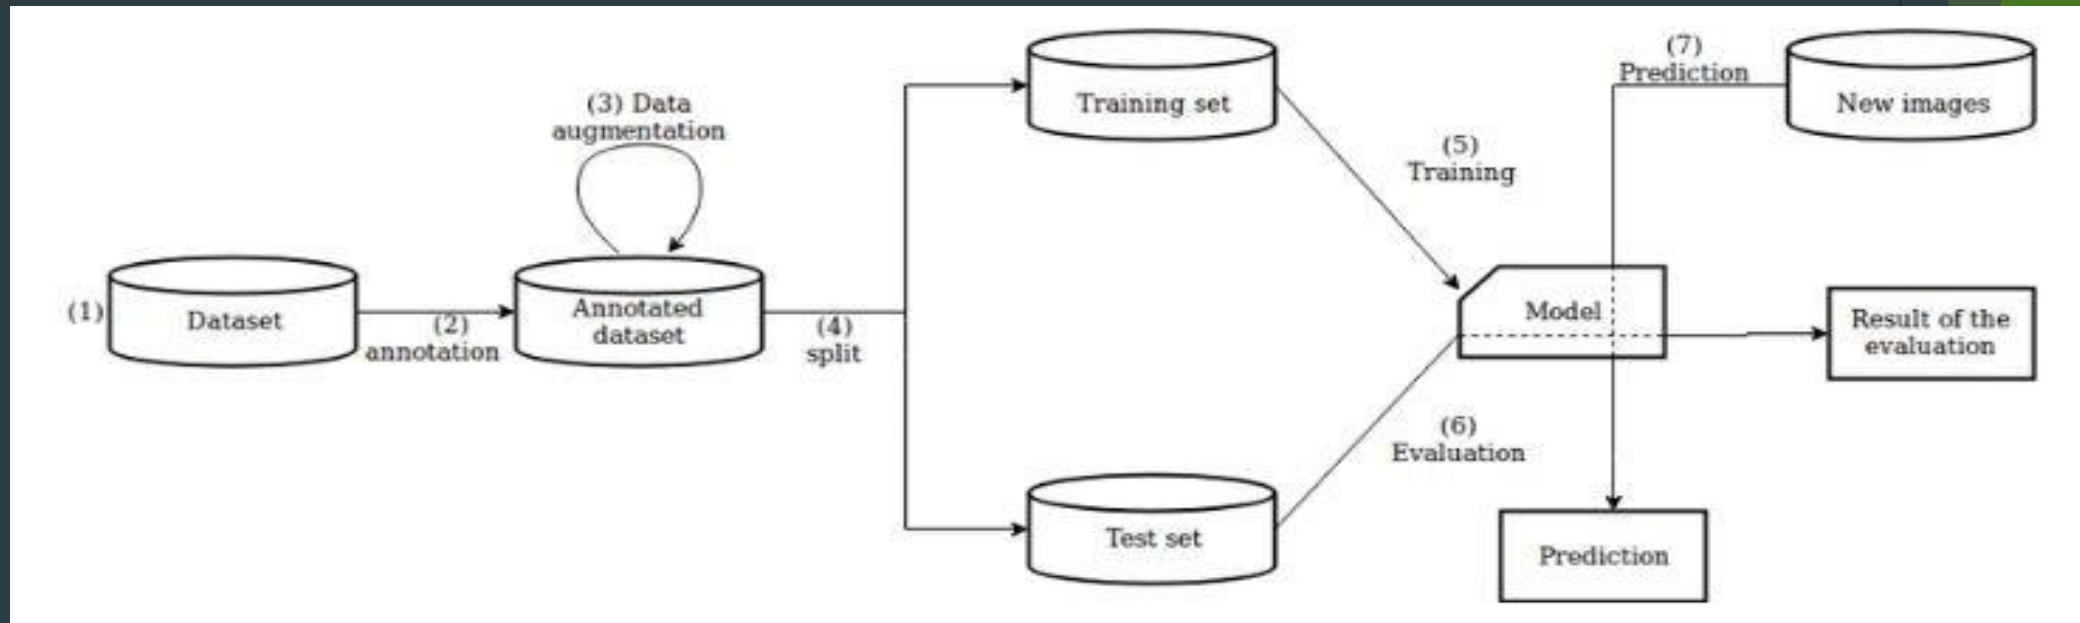 (1)
Dataset
(2)
annotation
(3) Data
augmentation
Annotated
dataset
(4)
split
Training set
Test set
(5)
Training
(6)
Evaluation
Model
(7)
Prediction
New images
Result of the
evaluation
Prediction